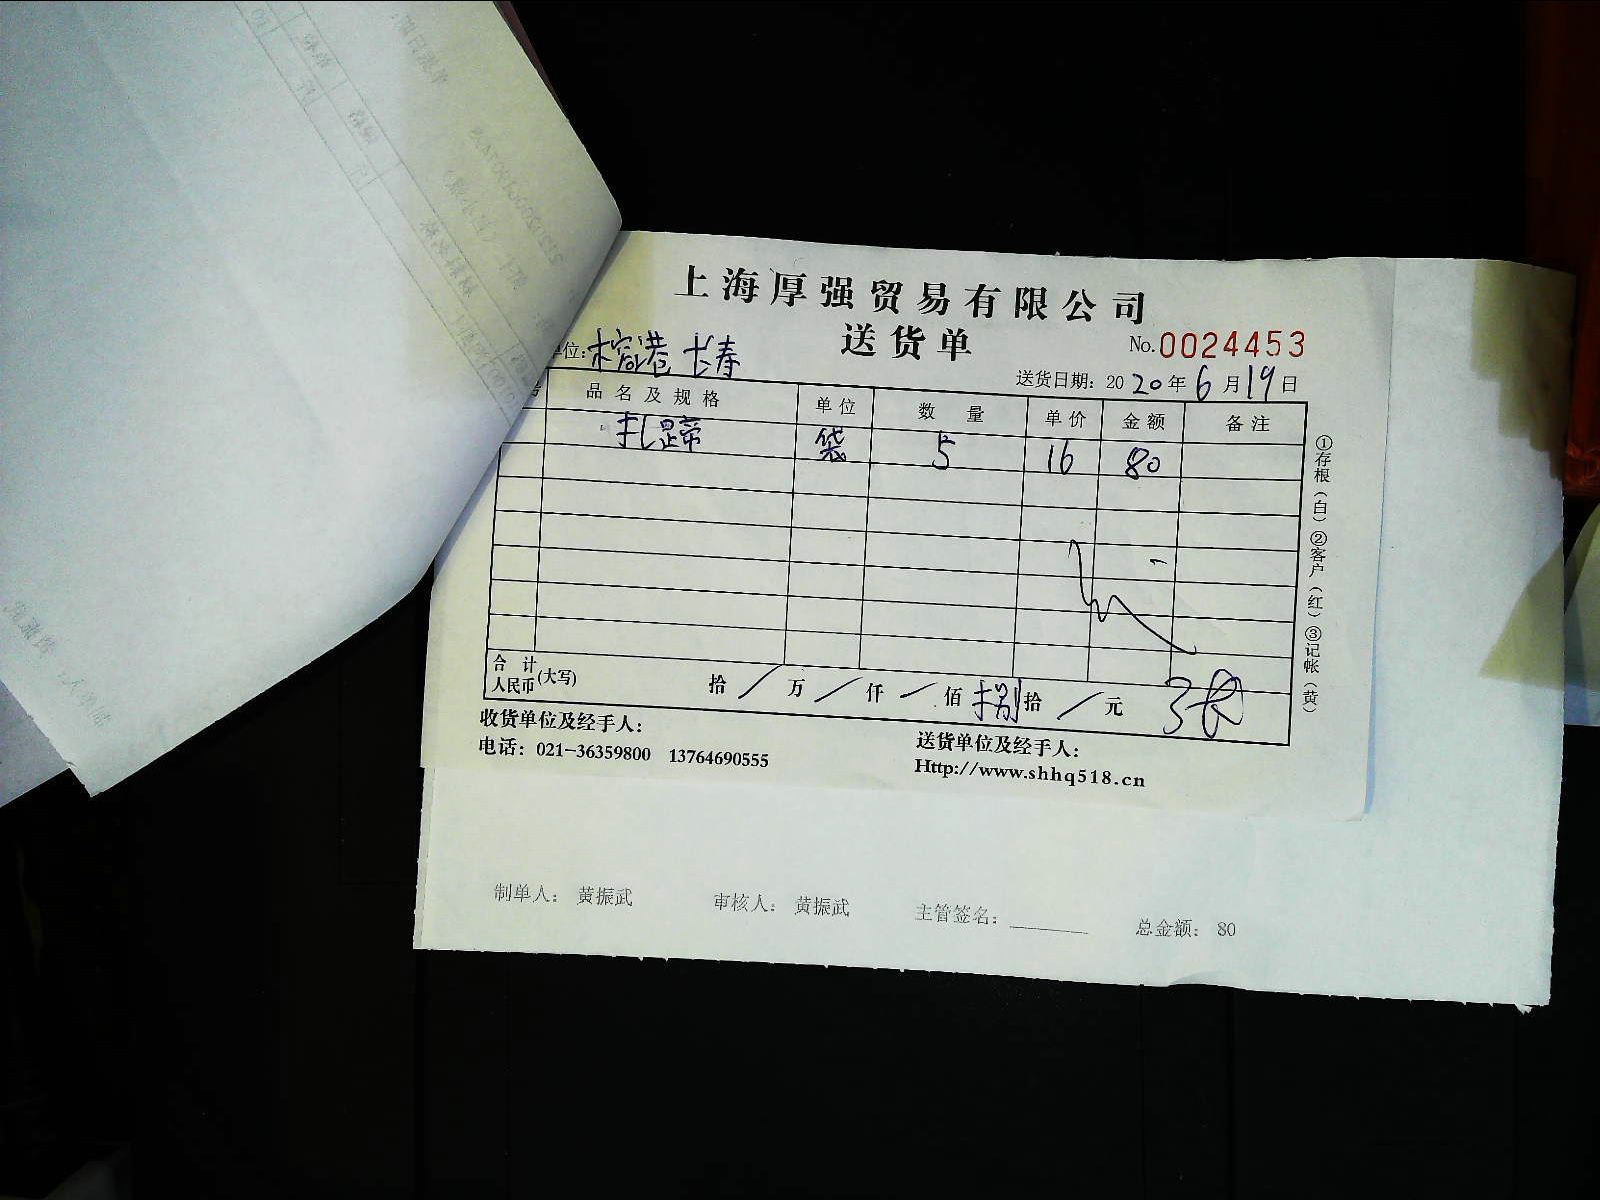 上海厚强贸易有限公司
送货单
No.0024453
位：榕港 长寿
送货日期：2020年6月19日
品名及规格 单位 数量 单价 金额 备注
扎 带 袋 5 16 80
合计人民币(大写) 拾/万/仟/佰捌拾/元
收货单位及经手人：
送货单位及经手人：
电话：021-36359800 13764690555
Http://www.shhq518.cn
①存根（白）②客户（红）③记帐（黄）
制单人：黄振武 审核人：黄振武 主管签名： 总金额：80